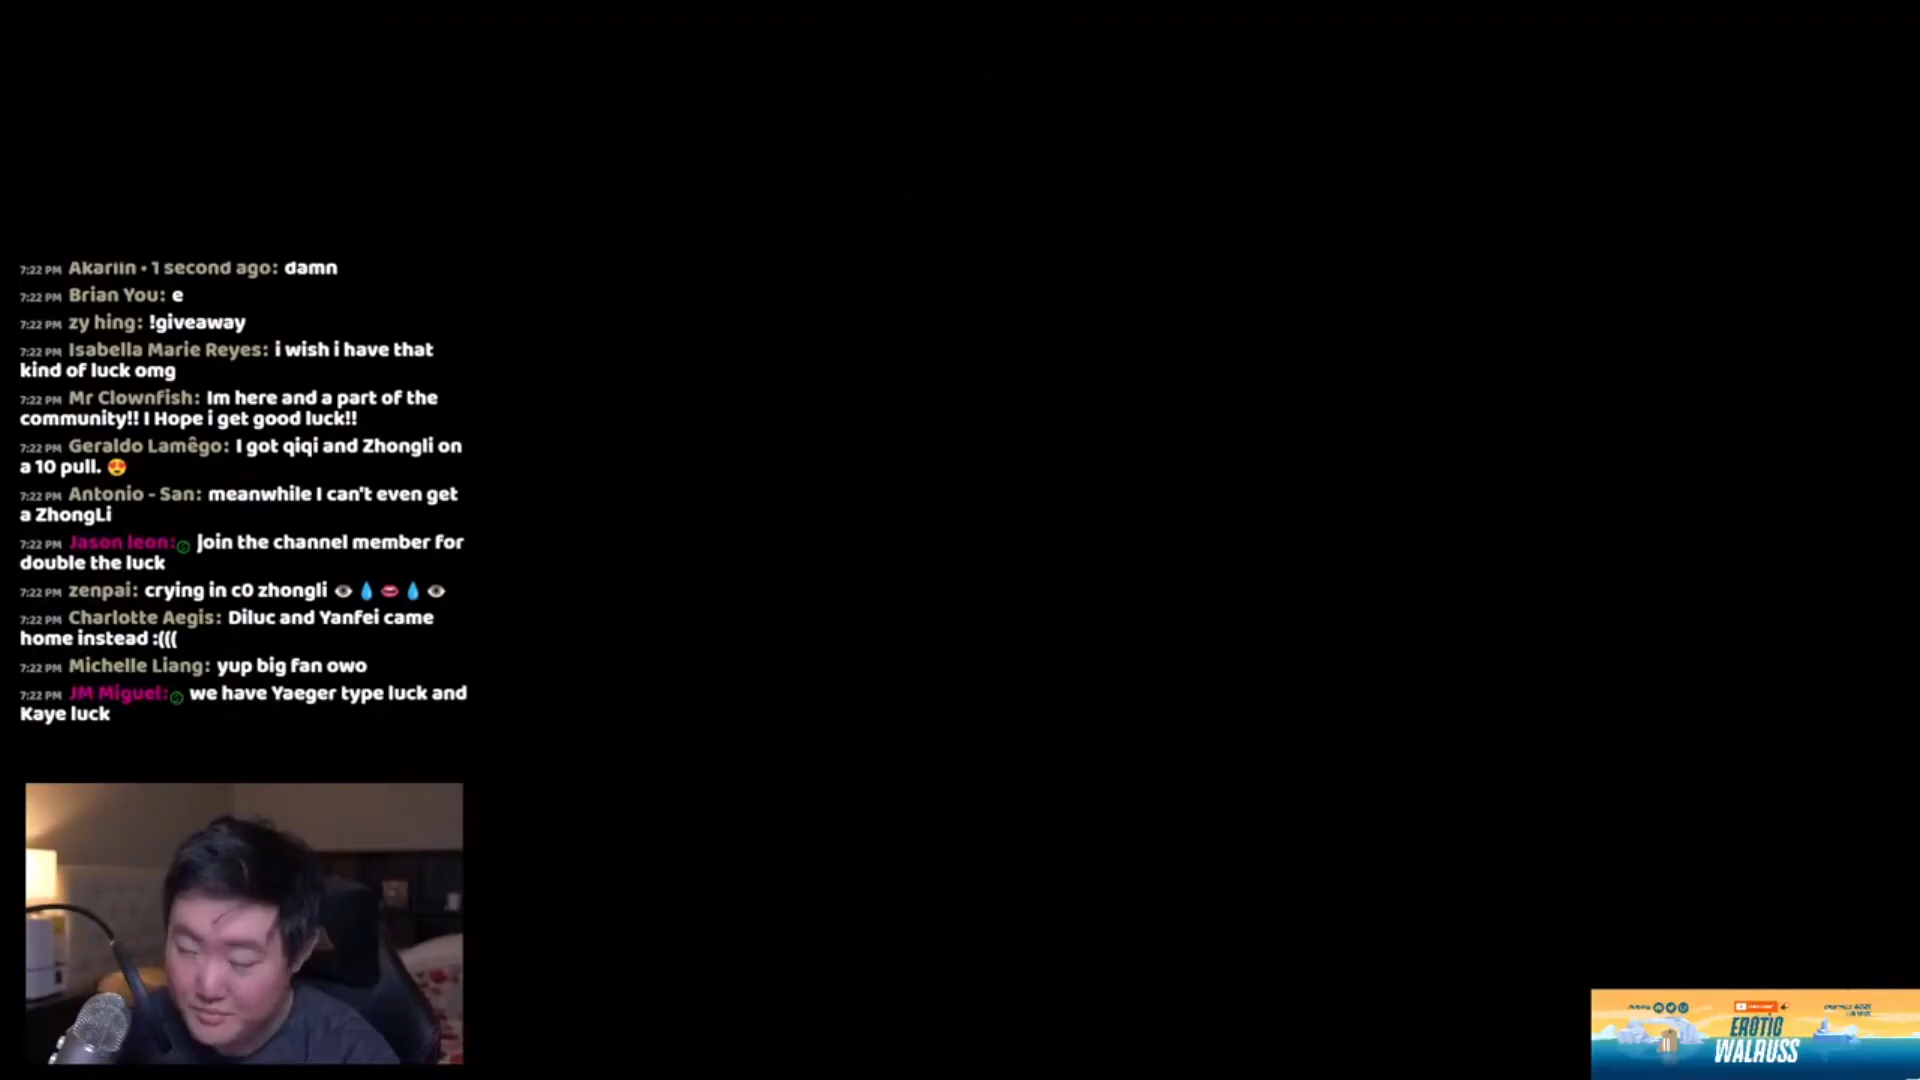 7:22 PM Akariin • 1 second ago: damn
7:22 PM Brian You: e
7:22 PM zy hing: !giveaway
7:22 PM Isabella Marie Reyes: i wish i have that
kind of luck omg
7:22 PM Mr Clownfish: Im here and a part of the
community!! I Hope i get good luck!!
7:22 PM Geraldo Lamêgo: I got qiqi and Zhongli on
a 10 pull. 😍
7:22 PM Antonio - San: meanwhile I can't even get
a ZhongLi
7:22 PM Jason leon: join the channel member for
double the luck
7:22 PM zenpai: crying in c0 zhongli 👁️💧👄💧👁️
7:22 PM Charlotte Aegis: Diluc and Yanfei came
home instead :(((
7:22 PM Michelle Liang: yup big fan owo
7:22 PM JM Miguel: we have Yaeger type luck and
Kaye luck
EROTIC
WALRUSS